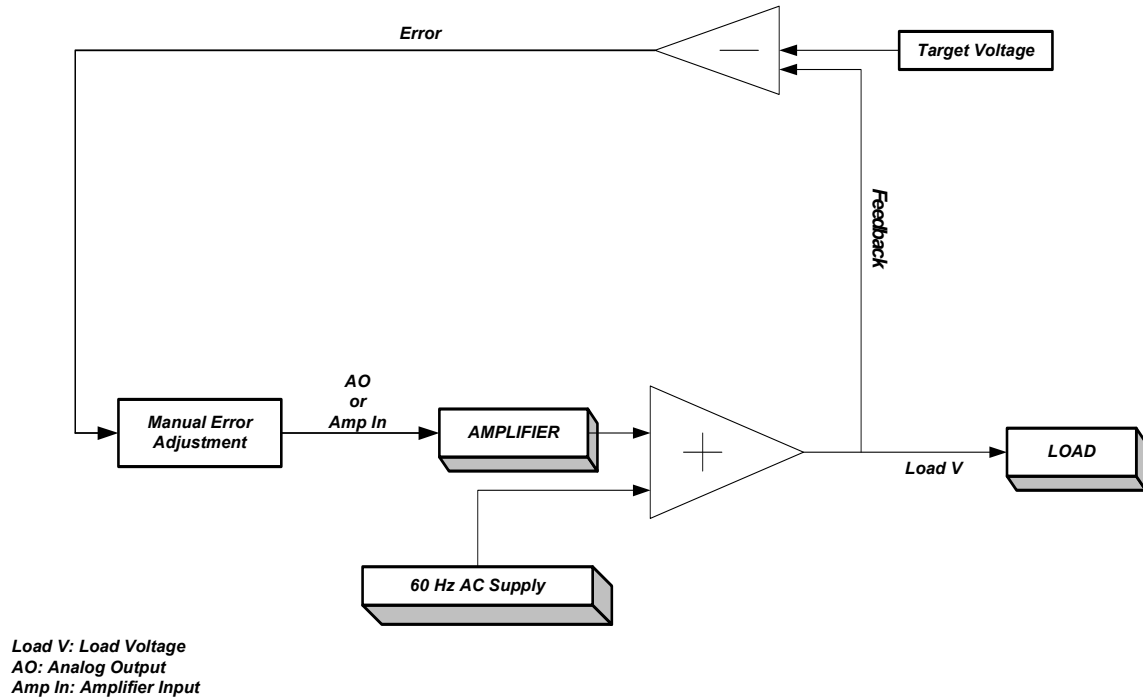 Error
Target Voltage
Feedback
Manual Error
Adjustment
AO
or
Amp In
AMPLIFIER
Load V
LOAD
60 Hz AC Supply
Load V: Load Voltage
AO: Analog Output
Amp In: Amplifier Input